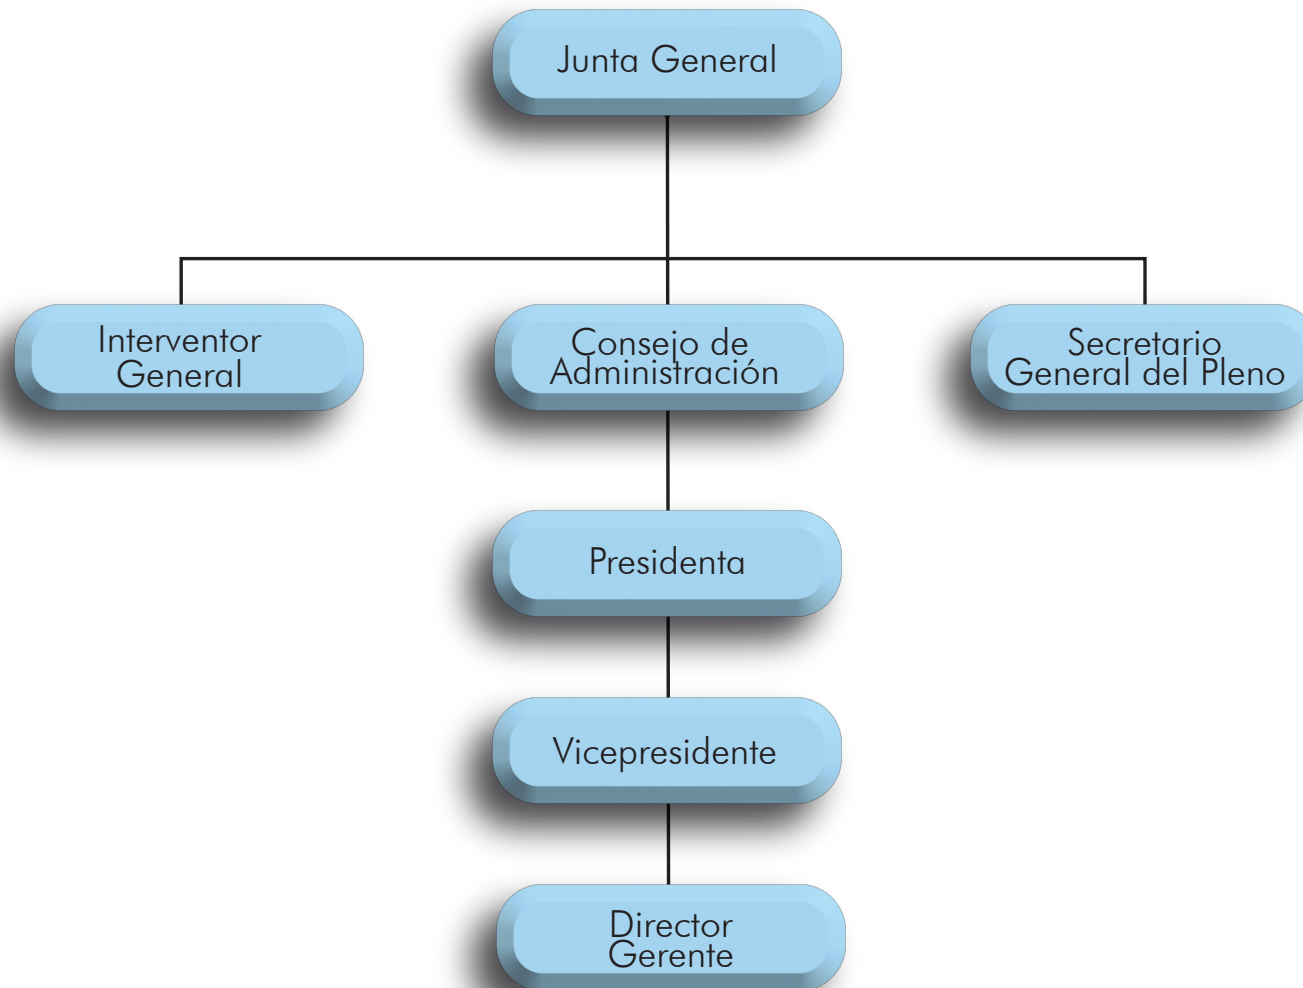 Junta General
Interventor
General
Consejo de
Administración
Secretario
General del Pleno
Presidenta
Vicepresidente
Director
Gerente